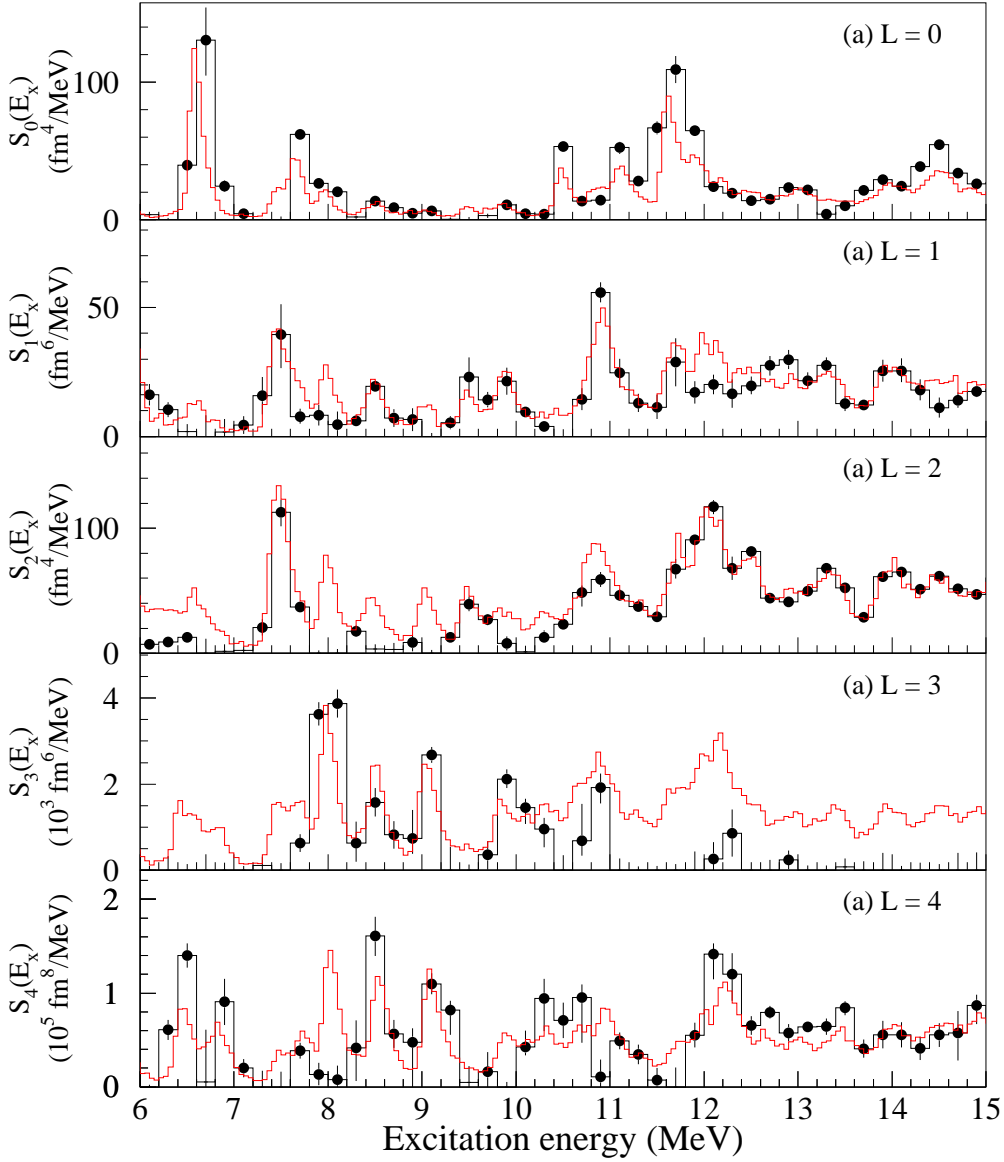 (a) L = 0
S₀(Eₓ)
(fm⁴/MeV)
100
0
(a) L = 1
S₁(Eₓ)
(fm⁶/MeV)
50
0
(a) L = 2
S₂(Eₓ)
(fm⁴/MeV)
100
0
(a) L = 3
S₃(Eₓ)
(10³ fm⁶/MeV)
4
2
0
(a) L = 4
S₄(Eₓ)
(10⁵ fm⁸/MeV)
2
1
0
6 7 8 9 10 11 12 13 14 15
Excitation energy (MeV)